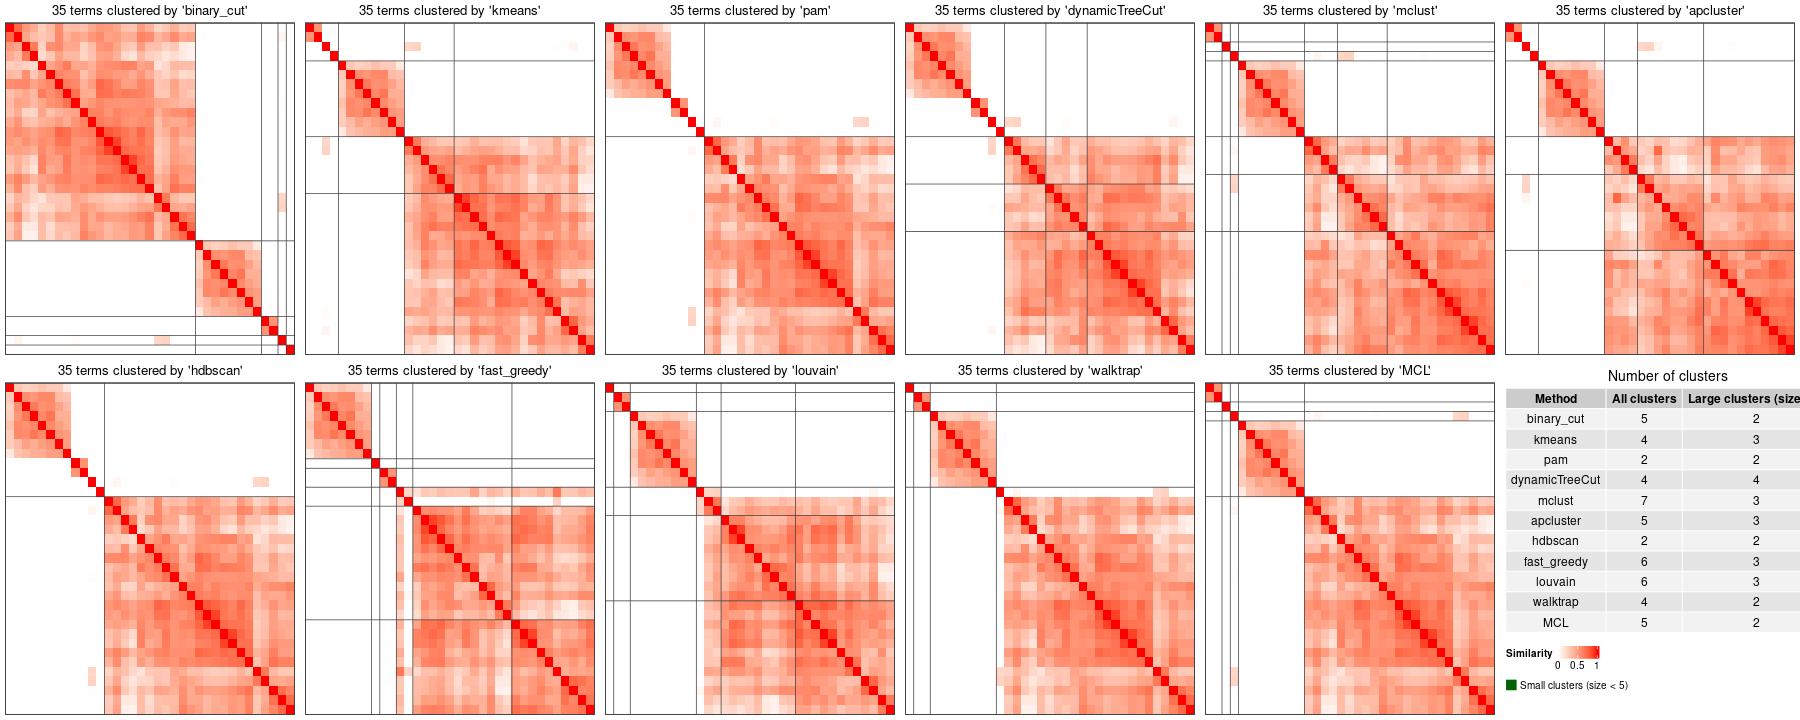 35 terms clustered by 'binary_cut'
35 terms clustered by 'kmeans'
35 terms clustered by 'pam'
35 terms clustered by 'dynamicTreeCut'
35 terms clustered by 'mclust'
35 terms clustered by 'apcluster'
35 terms clustered by 'hdbscan'
35 terms clustered by 'fast_greedy'
35 terms clustered by 'louvain'
35 terms clustered by 'walktrap'
35 terms clustered by 'MCL'
Number of clusters
Method All clusters Large clusters (size
binary_cut 5 2
kmeans 4 3
pam 2 2
dynamicTreeCut 4 4
mclust 7 3
apcluster 5 3
hdbscan 2 2
fast_greedy 6 3
louvain 6 3
walktrap 4 2
MCL 5 2
Similarity
0 0.5 1
Small clusters (size < 5)